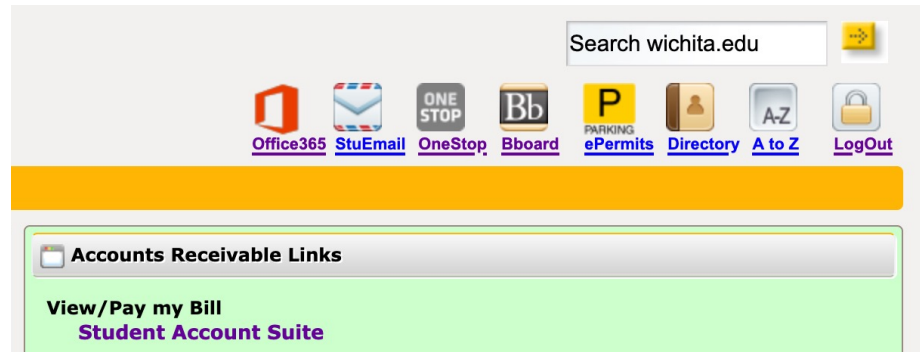 Search wichita.edu
ONE
STOP
Bb
P
PARKING
A-Z
Office365 StuEmail OneStop Bboard ePermits Directory A to Z LogOut
Accounts Receivable Links
View/Pay my Bill
Student Account Suite